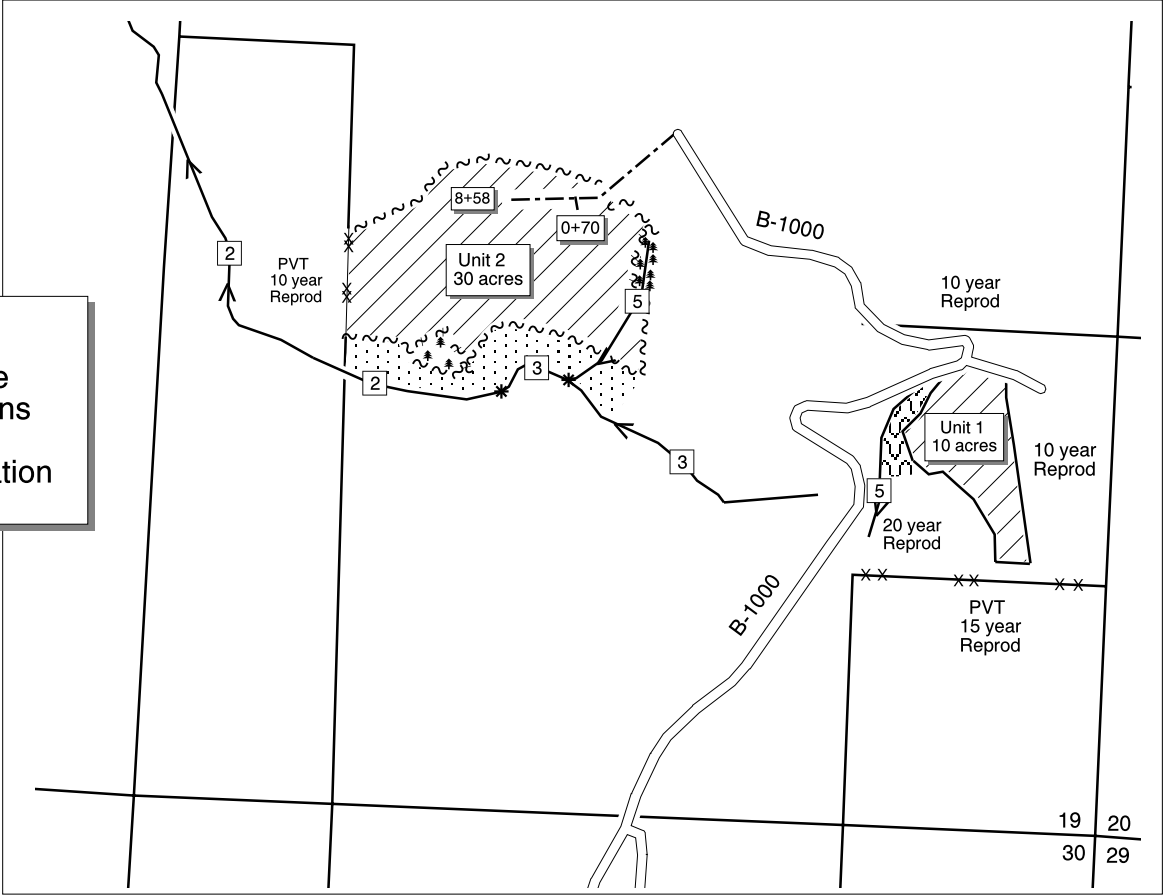 8+58
0+70
B-1000
2
PVT
10 year
Reprod
Unit 2
30 acres
5
10 year
Reprod
3
2
Unit 1
10 acres
10 year
Reprod
3
5
20 year
Reprod
B-1000
PVT
15 year
Reprod
19 20
30 29